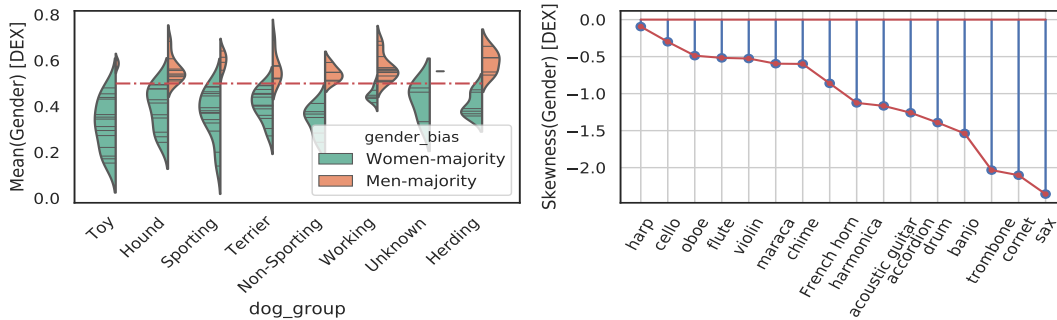 Mean(Gender) [DEX]
0.8
0.6
0.4
0.2
0.0
gender_bias
Women-majority
Men-majority
Toy
Hound
Sporting
Terrier
Non-Sporting
Working
Unknown
Herding
dog_group
Skewness(Gender) [DEX]
0.0
−0.5
−1.0
−1.5
−2.0
harp
cello
oboe
flute
violin
maraca
chime
French horn
harmonica
acoustic guitar
accordion
drum
banjo
trombone
cornet
sax